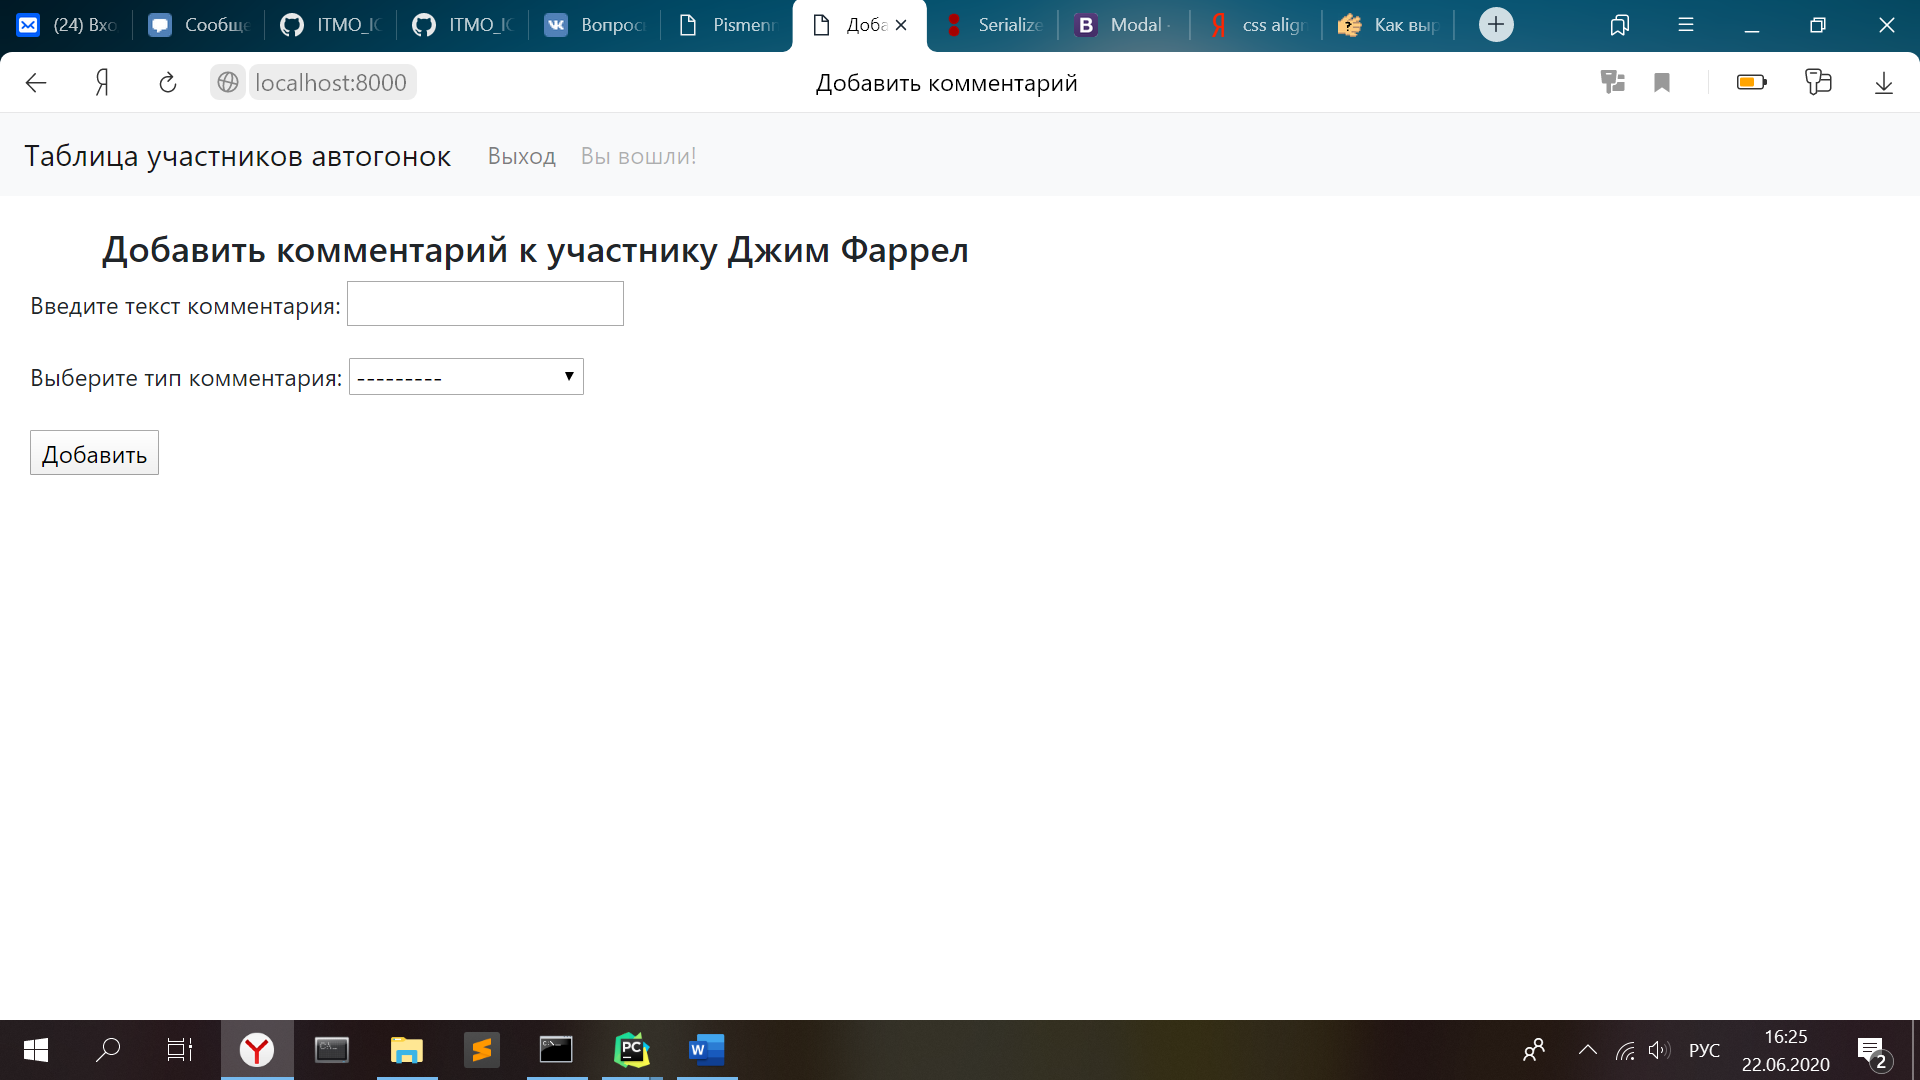 (24) Вхо
Сообще
ITMO_IC
ITMO_IC
Вопрос
Pismenn
Доба
Serialize
Modal -
css align
Как выр
localhost:8000
Добавить комментарий
Таблица участников автогонок
Выход
Вы вошли!
Добавить комментарий к участнику Джим Фаррел
Введите текст комментария:
Выберите тип комментария: ---------
Добавить
РУС
16:25
22.06.2020
2